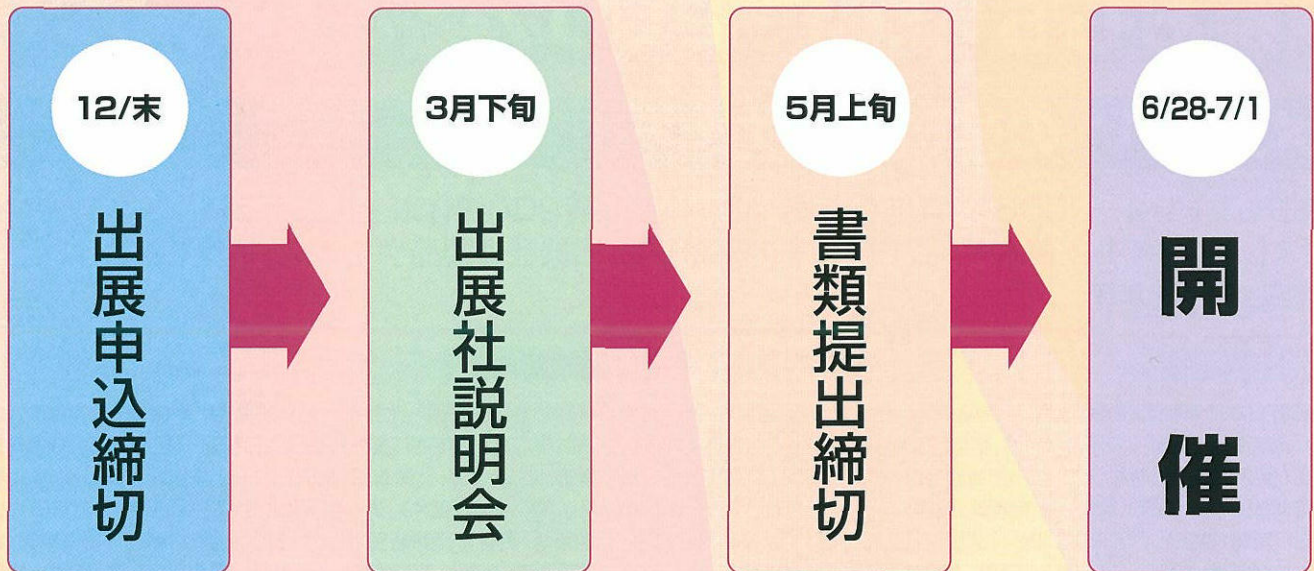 12/末
出展申込締切
3月下旬
出展社説明会
5月上旬
書類提出締切
6/28-7/1
開催